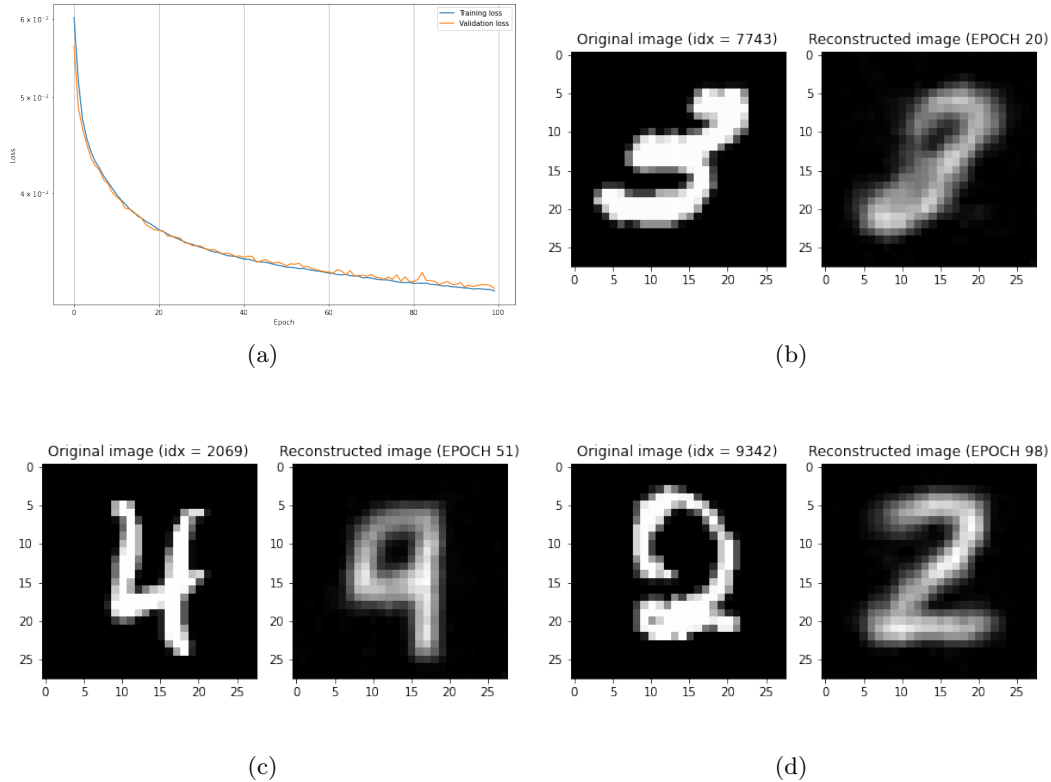 6 × 10⁻²
5 × 10⁻²
4 × 10⁻²
Loss
Training loss
Validation loss
0 20 40 60 80 100
Epoch
(a)
Original image (idx = 7743)
0
5
10
15
20
25
0 5 10 15 20 25
Reconstructed image (EPOCH 20)
0
5
10
15
20
25
0 5 10 15 20 25
(b)
Original image (idx = 2069)
0
5
10
15
20
25
0 5 10 15 20 25
4
Reconstructed image (EPOCH 51)
0
5
10
15
20
25
0 5 10 15 20 25
9
(c)
Original image (idx = 9342)
0
5
10
15
20
25
0 5 10 15 20 25
2
Reconstructed image (EPOCH 98)
0
5
10
15
20
25
0 5 10 15 20 25
2
(d)